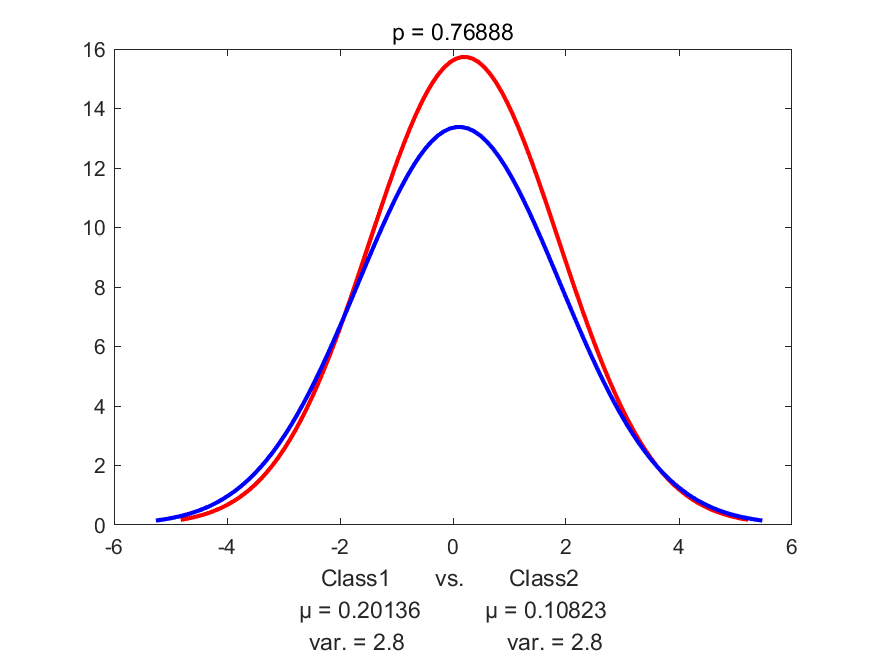 p = 0.76888
16
14
12
10
8
6
4
2
0
-6 -4 -2 0 2 4 6
Class1 vs. Class2
μ = 0.20136 μ = 0.10823
var. = 2.8 var. = 2.8